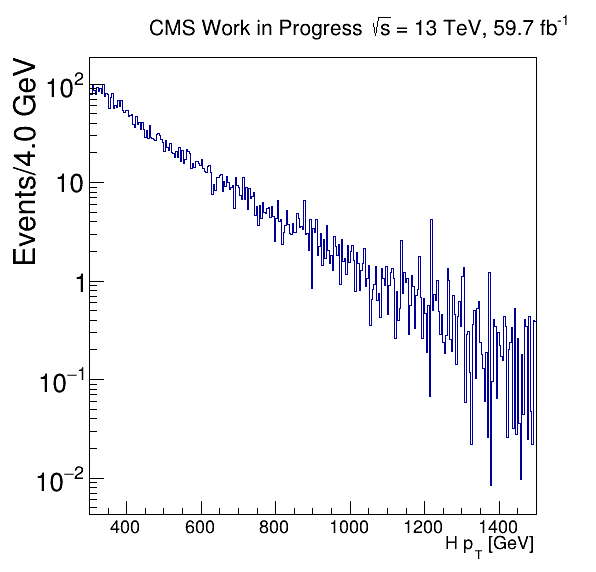 CMS Work in Progress √s = 13 TeV, 59.7 fb⁻¹
Events/4.0 GeV
10²
10
1
10⁻¹
10⁻²
400 600 800 1000 1200 1400
H p_T [GeV]